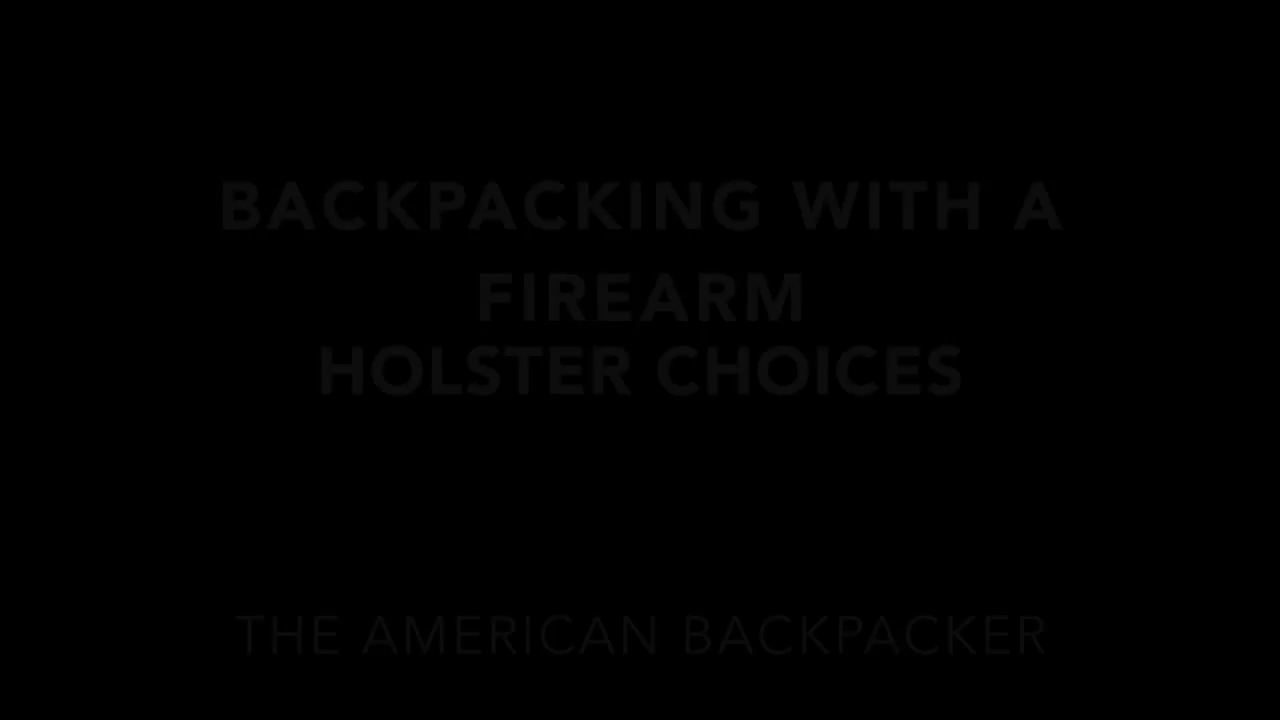 BACKPACKING WITH A
FIREARM
HOLSTER CHOICES
THE AMERICAN BACKPACKER